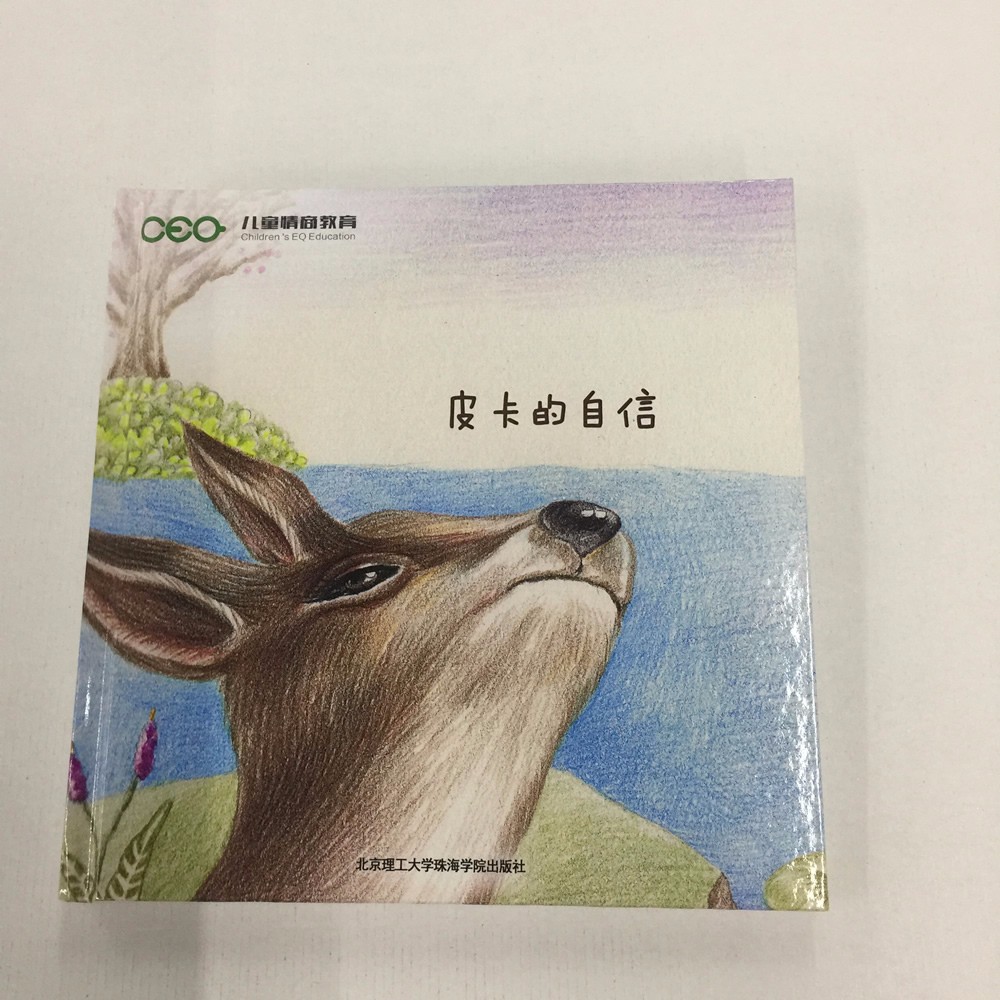 CEO
儿童情商教育
Children's EQ Education
皮卡的自信
北京理工大学珠海学院出版社